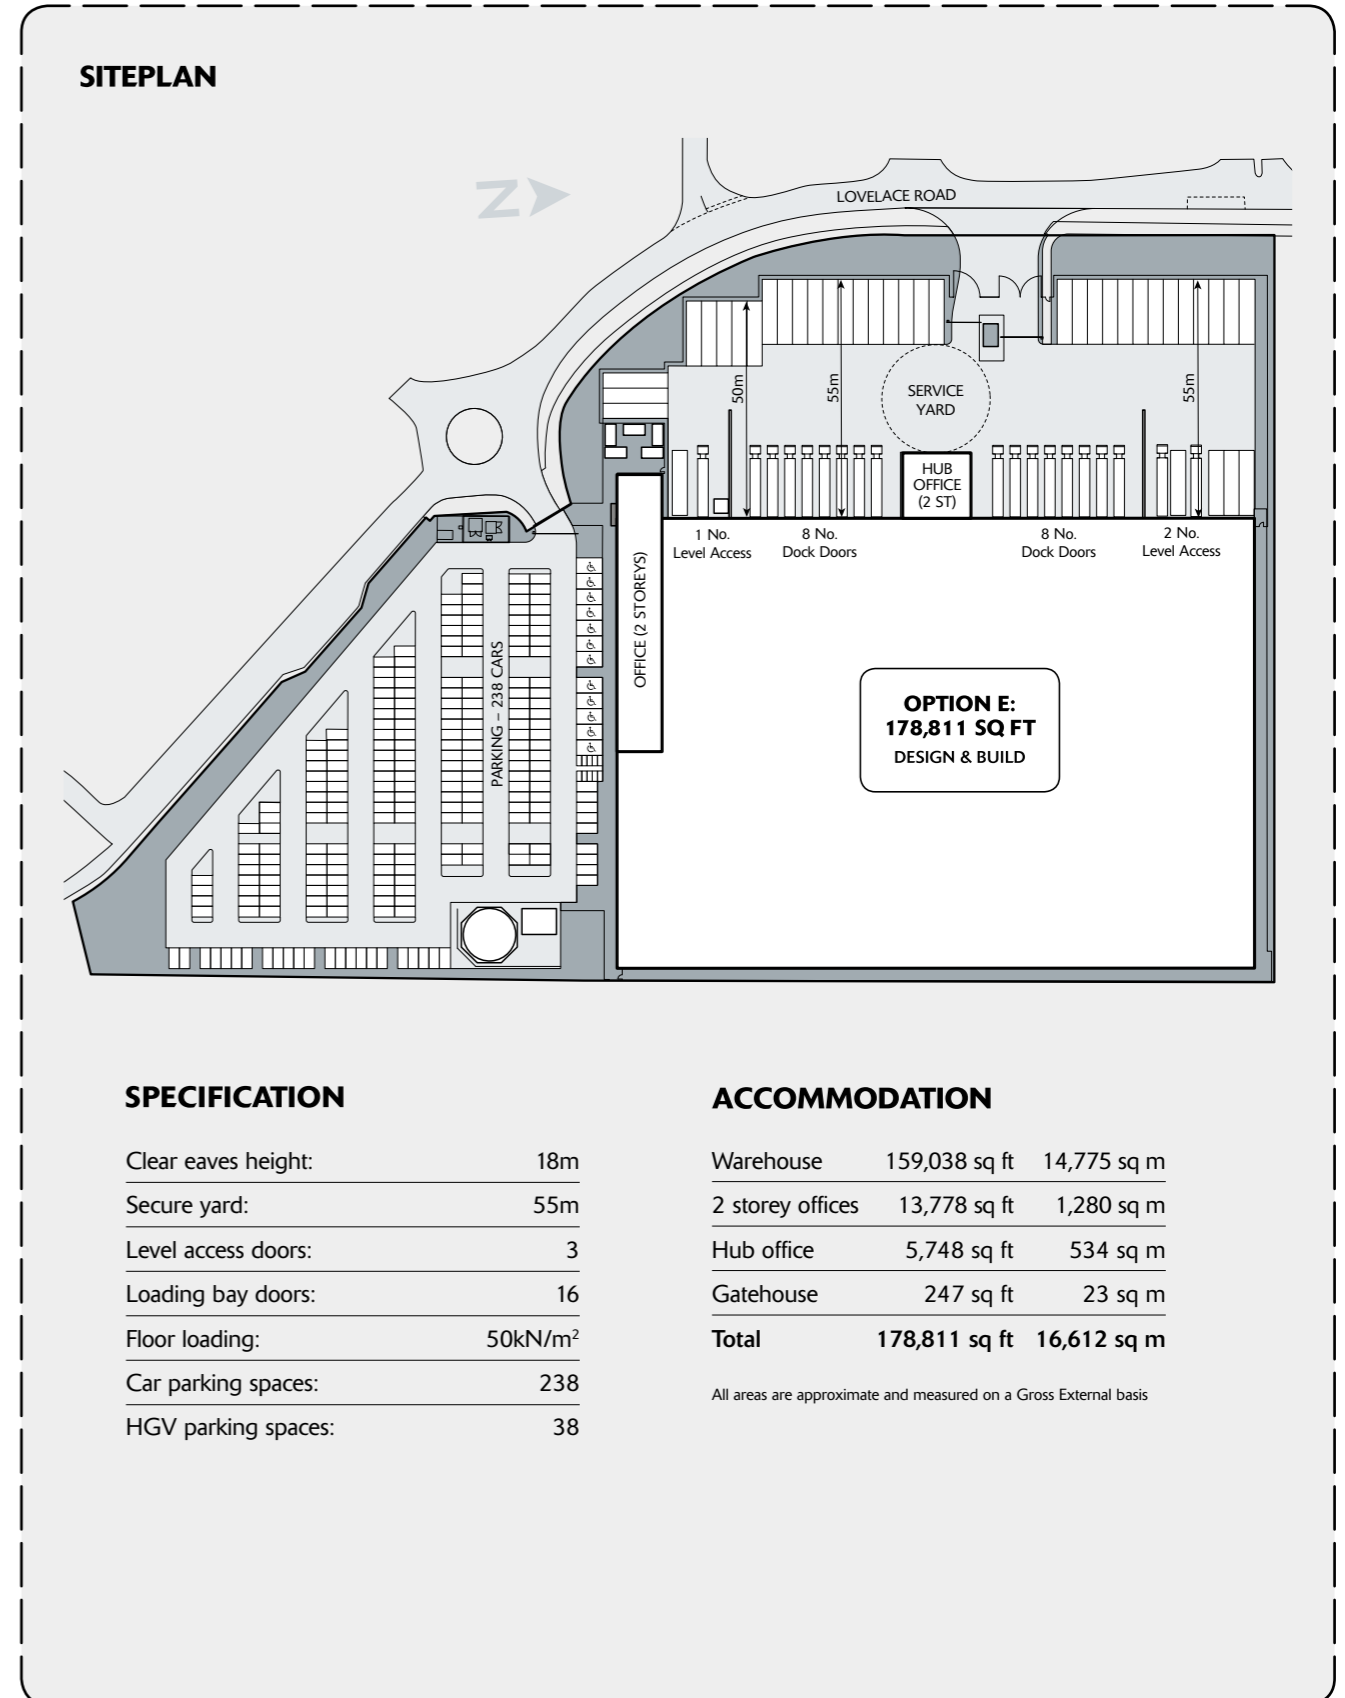 SITEPLAN
N
LOVELACE ROAD
50m
55m
SERVICE
YARD
55m
HUB
OFFICE
(2 ST)
1 No.
Level Access
8 No.
Dock Doors
8 No.
Dock Doors
2 No.
Level Access
OFFICE (2 STOREYS)
PARKING – 238 CARS
OPTION E:
178,811 SQ FT
DESIGN & BUILD
SPECIFICATION
Clear eaves height: 18m
Secure yard: 55m
Level access doors: 3
Loading bay doors: 16
Floor loading: 50kN/m²
Car parking spaces: 238
HGV parking spaces: 38
ACCOMMODATION
Warehouse 159,038 sq ft 14,775 sq m
2 storey offices 13,778 sq ft 1,280 sq m
Hub office 5,748 sq ft 534 sq m
Gatehouse 247 sq ft 23 sq m
Total 178,811 sq ft 16,612 sq m
All areas are approximate and measured on a Gross External basis